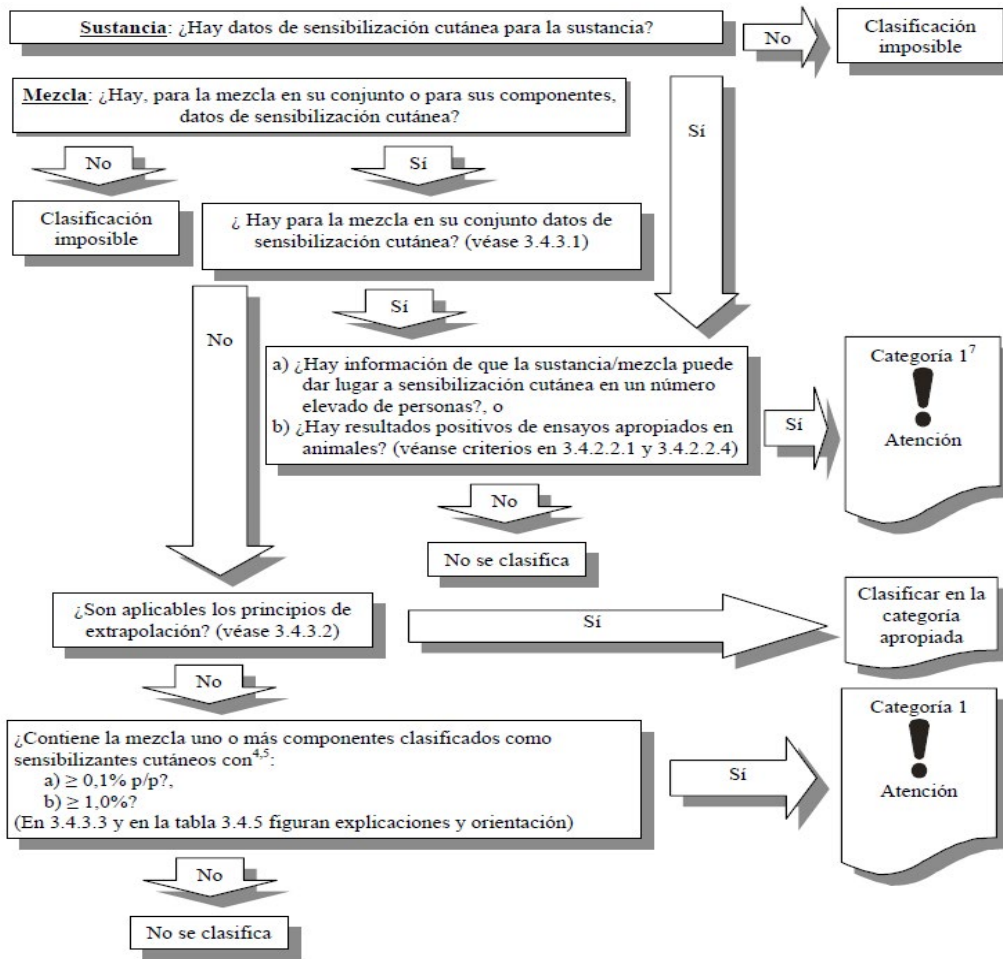 Sustancia: ¿Hay datos de sensibilización cutánea para la sustancia?
No
Clasificación
imposible
Mezcla: ¿Hay, para la mezcla en su conjunto o para sus componentes,
datos de sensibilización cutánea?
Sí
No
Sí
Clasificación
imposible
¿ Hay para la mezcla en su conjunto datos de
sensibilización cutánea? (véase 3.4.3.1)
No
Sí
a) ¿Hay información de que la sustancia/mezcla puede
dar lugar a sensibilización cutánea en un número
elevado de personas?, o
b) ¿Hay resultados positivos de ensayos apropiados en
animales? (véanse criterios en 3.4.2.2.1 y 3.4.2.2.4)
Sí
Categoría 1⁷
!
Atención
No
No se clasifica
¿Son aplicables los principios de
extrapolación? (véase 3.4.3.2)
Sí
Clasificar en la
categoría
apropiada
No
¿Contiene la mezcla uno o más componentes clasificados como
sensibilizantes cutáneos con⁴,⁵:
a) ≥ 0,1% p/p?,
b) ≥ 1,0%?
(En 3.4.3.3 y en la tabla 3.4.5 figuran explicaciones y orientación)
Sí
Categoría 1
!
Atención
No
No se clasifica